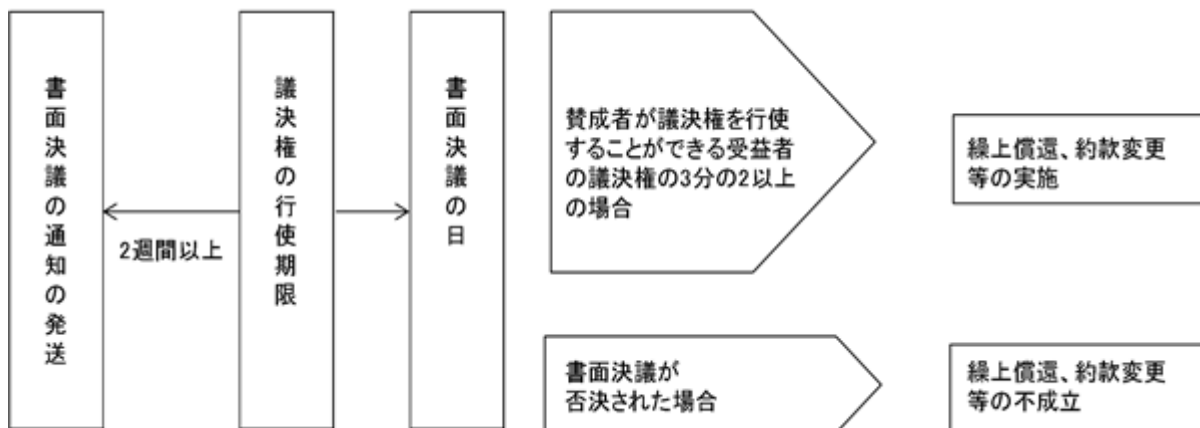 書面決議の通知の発送
2週間以上
議決権の行使期限
書面決議の日
賛成者が議決権を行使
することができる受益者
の議決権の3分の2以上
の場合
繰上償還、約款変更
等の実施
書面決議が
否決された場合
繰上償還、約款変更
等の不成立